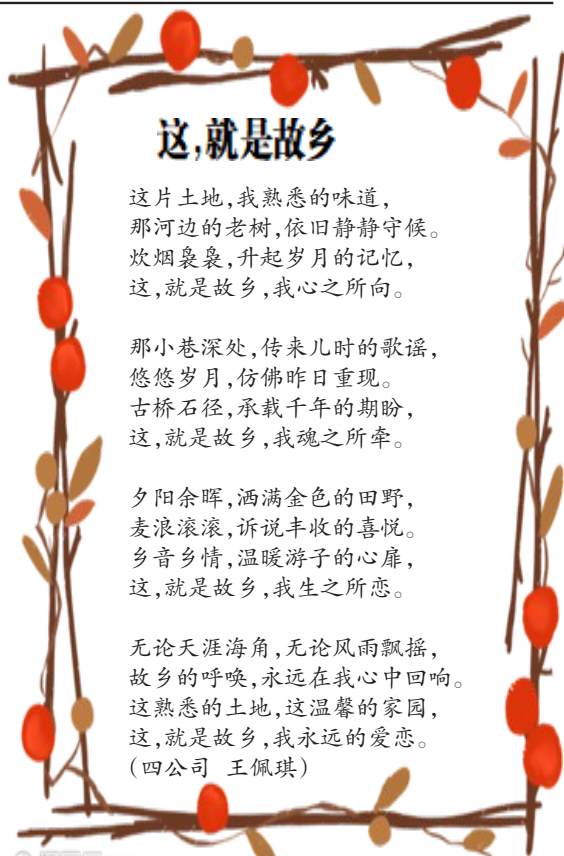 这,就是故乡
这片土地,我熟悉的味道,
那河边的老树,依旧静静守候。
炊烟袅袅,升起岁月的记忆,
这,就是故乡,我心之所向。
那小巷深处,传来儿时的歌谣,
悠悠岁月,仿佛昨日重现。
古桥石径,承载千年的期盼,
这,就是故乡,我魂之所牵。
夕阳余晖,洒满金色的田野,
麦浪滚滚,诉说丰收的喜悦。
乡音乡情,温暖游子的心扉,
这,就是故乡,我生之所恋。
无论天涯海角,无论风雨飘摇,
故乡的呼唤,永远在我心中回响。
这熟悉的土地,这温馨的家园,
这,就是故乡,我永远的爱恋。
(四公司 王佩琪)